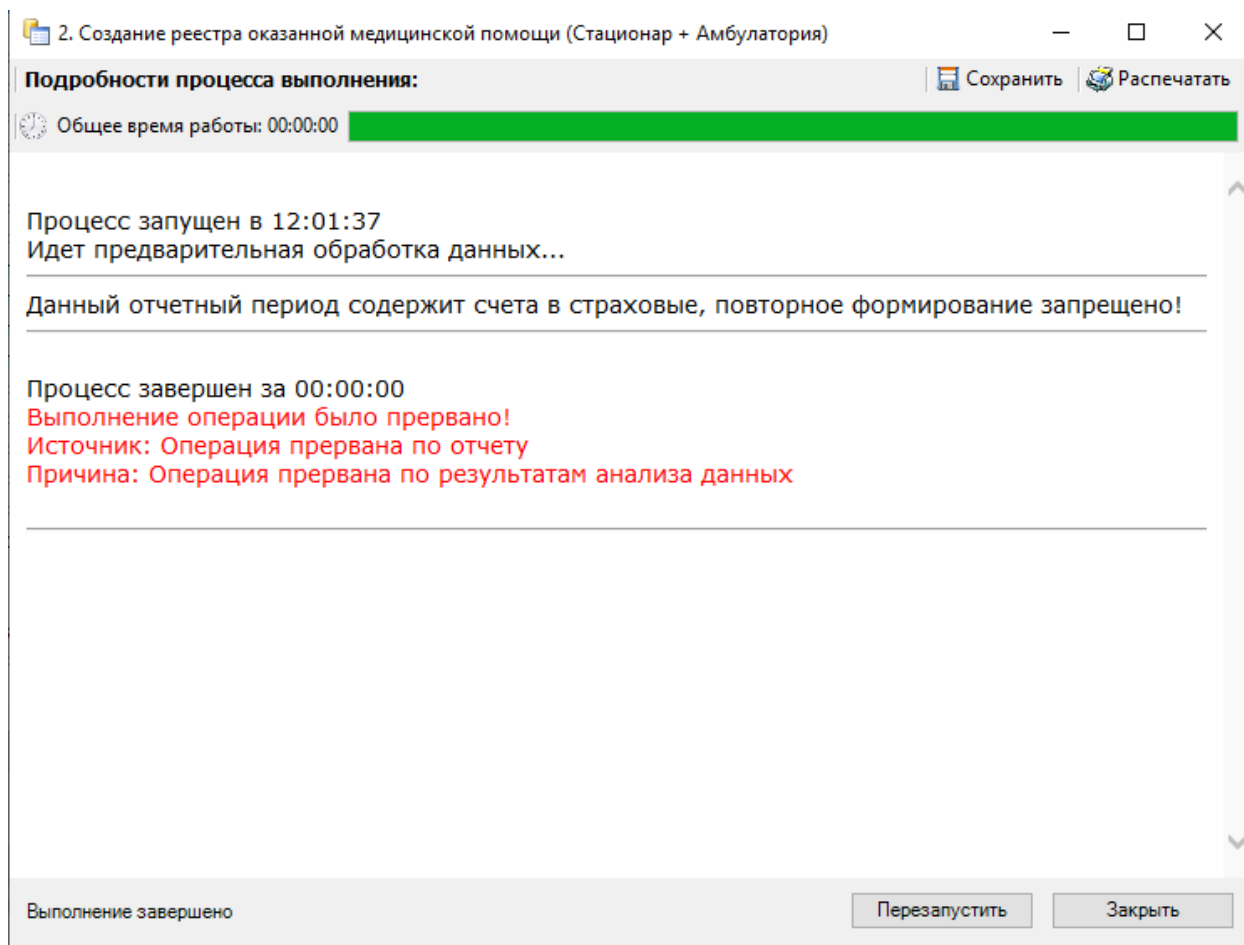 2. Создание реестра оказанной медицинской помощи (Стационар + Амбулатория)
Подробности процесса выполнения: Сохранить Распечатать
Общее время работы: 00:00:00
Процесс запущен в 12:01:37
Идет предварительная обработка данных...
Данный отчетный период содержит счета в страховые, повторное формирование запрещено!
Процесс завершен за 00:00:00
Выполнение операции было прервано!
Источник: Операция прервана по отчету
Причина: Операция прервана по результатам анализа данных
Выполнение завершено Перезапустить Закрыть